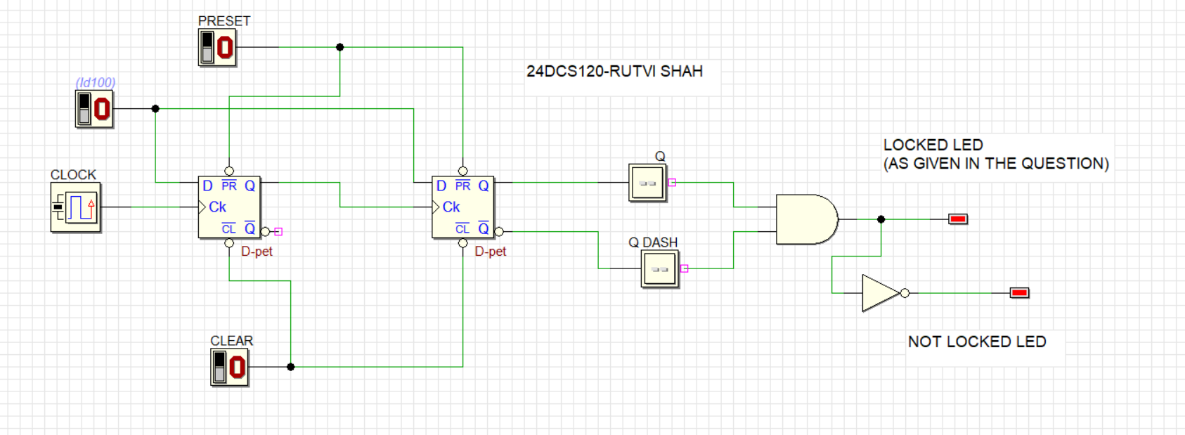 PRESET
0
24DCS120-RUTVI SHAH
(Id100)
0
LOCKED LED
(AS GIVEN IN THE QUESTION)
Q
CLOCK
D PR Q
Ck
CL Q
D-pet
D PR Q
Ck
CL Q
D-pet
--
Q DASH
--
NOT LOCKED LED
CLEAR
0